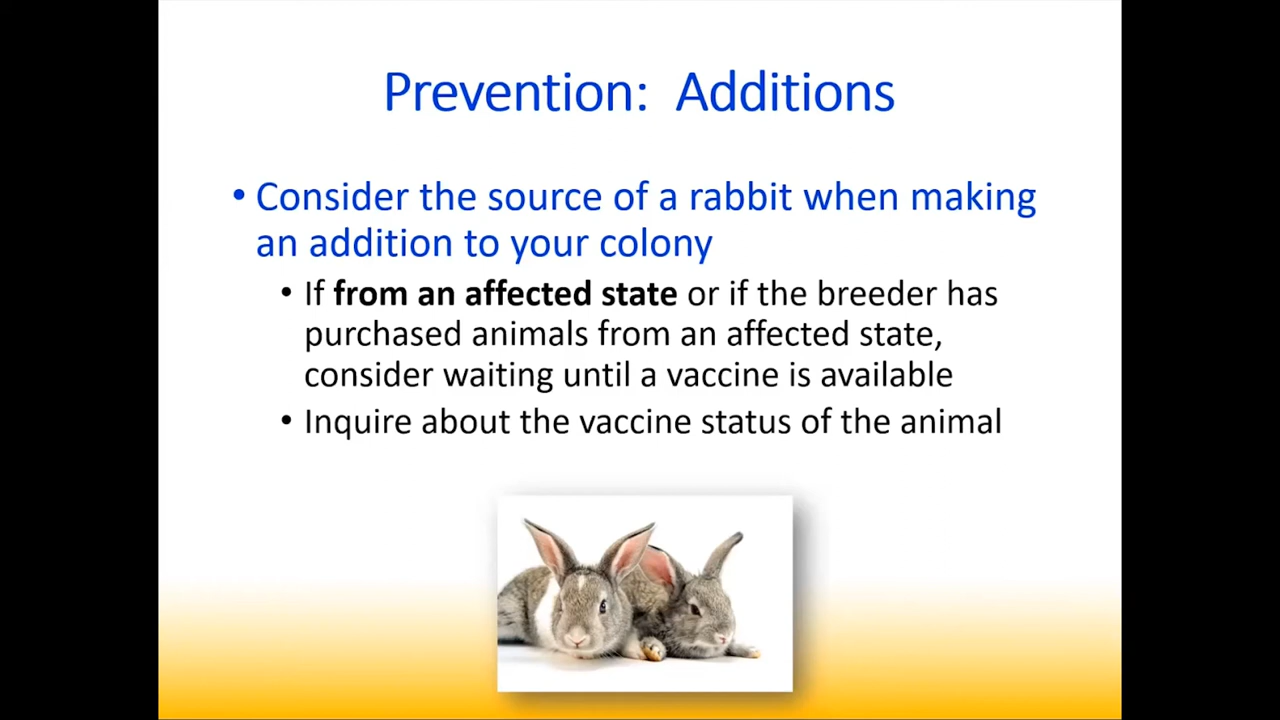 Prevention:  Additions
• Consider the source of a rabbit when making
an addition to your colony
• If from an affected state or if the breeder has
purchased animals from an affected state,
consider waiting until a vaccine is available
• Inquire about the vaccine status of the animal